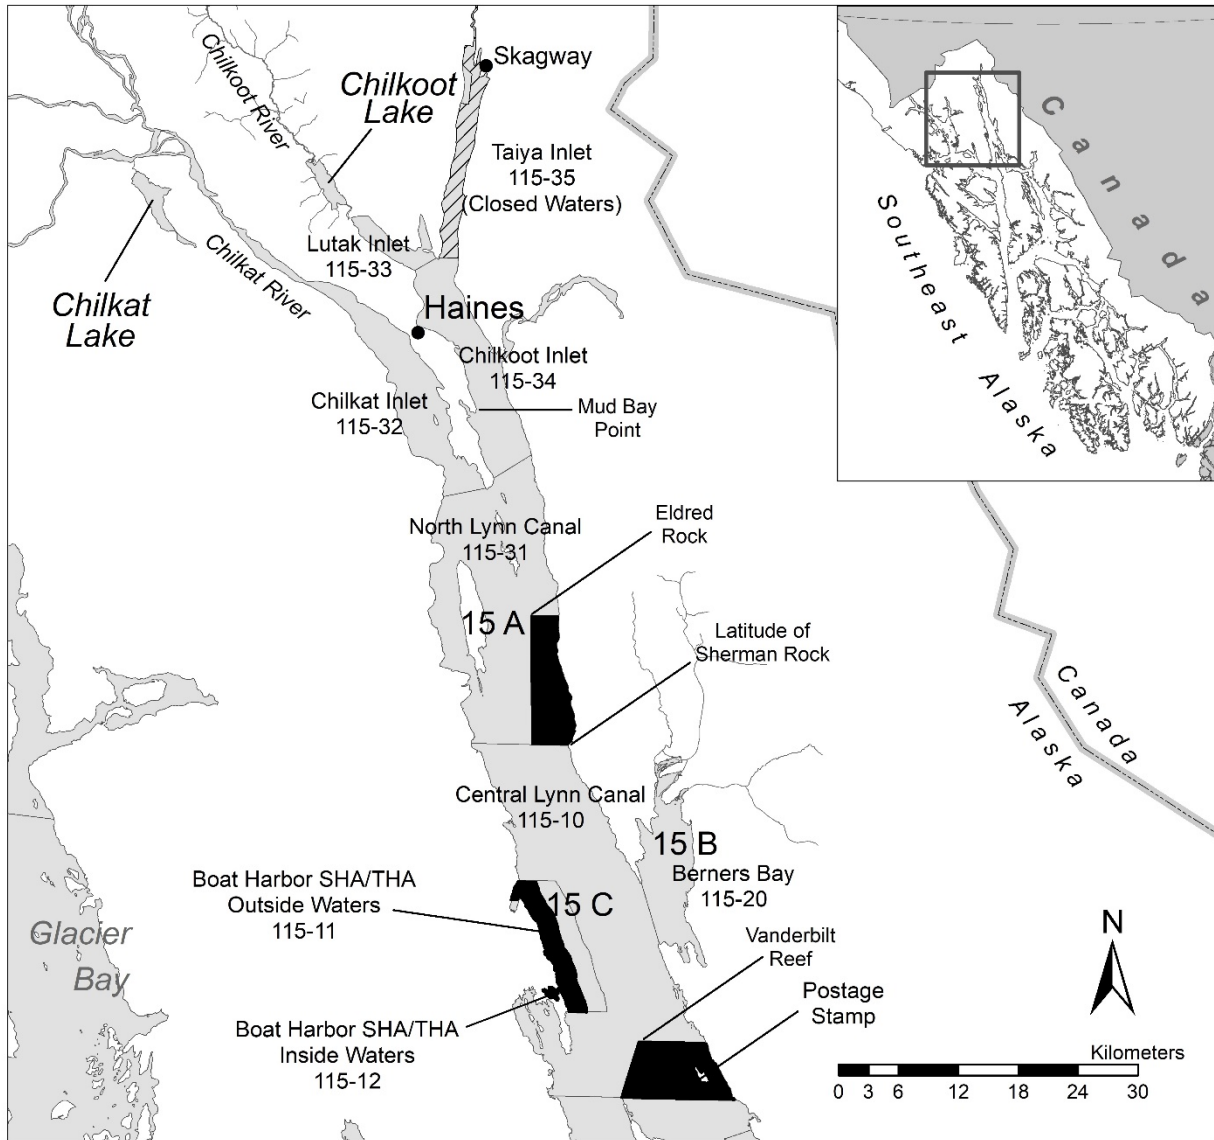 Skagway
Chilkoot River
Chilkoot
Lake
Taiya Inlet
115-35
(Closed Waters)
Lutak Inlet
115-33
Chilkat River
Chilkat
Lake
Haines
Chilkoot Inlet
115-34
Chilkat Inlet
115-32
Mud Bay
Point
North Lynn Canal
115-31
Eldred
Rock
15 A
Latitude of
Sherman Rock
Central Lynn Canal
115-10
15 B
Berners Bay
115-20
Boat Harbor SHA/THA
Outside Waters
115-11
15 C
Glacier
Bay
Vanderbilt
Reef
Postage
Stamp
Boat Harbor SHA/THA
Inside Waters
115-12
Canada
Southeast Alaska
Canada
Alaska
N
Kilometers
0 3 6 12 18 24 30